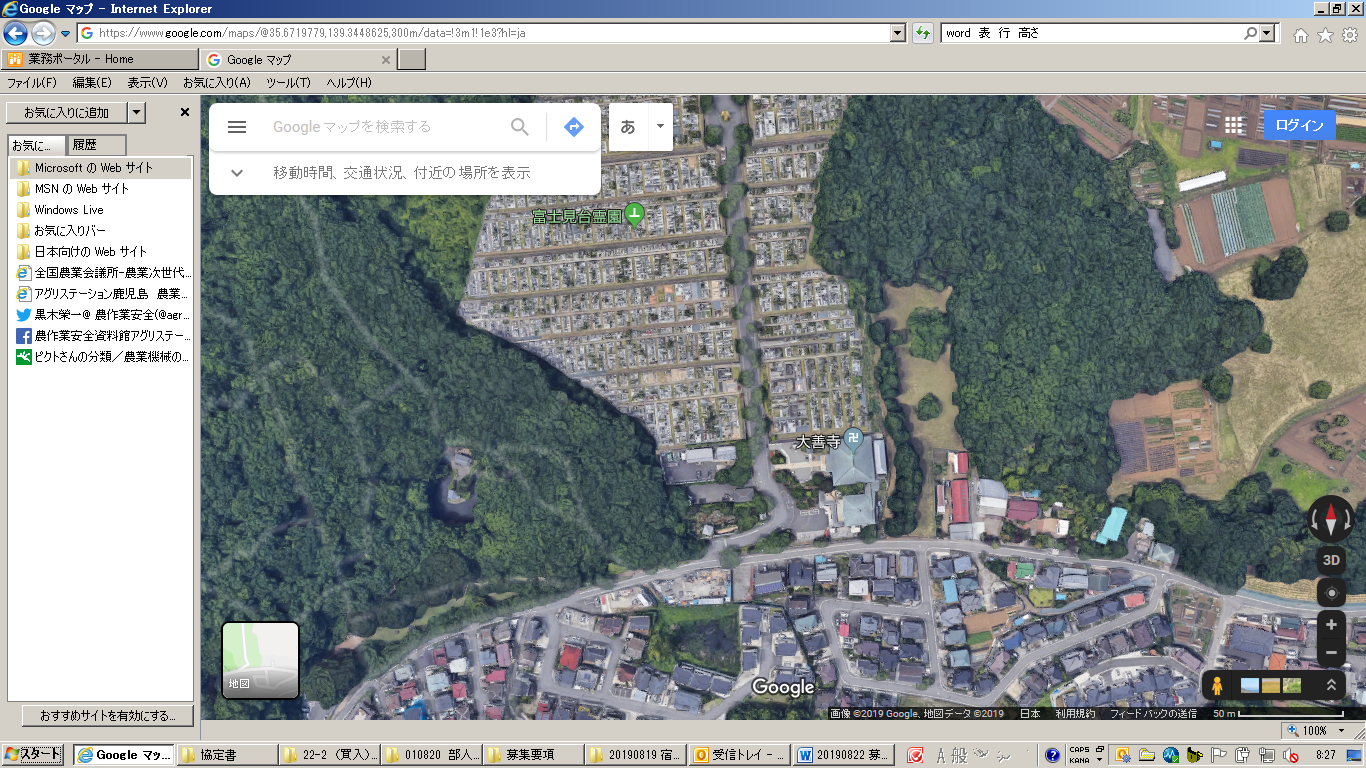 Google マップ - Internet Explorer
https://www.google.com/maps/@35.6719779,139.3448625,300m/data=!3m1!1e3?hl=ja
word 表 行 高さ
業務ポータル - Home
Google マップ
ファイル(F) 編集(E) 表示(V) お気に入り(A) ツール(T) ヘルプ(H)
お気に入りに追加
お気に...
履歴
Microsoft の Web サイト
MSN の Web サイト
Windows Live
お気に入りバー
日本向けの Web サイト
全国農業会議所-農業次世代...
アグリステーション鹿児島 農業...
黒木榮一@ 農作業安全(@agr...
農作業安全資料館アグリステー...
ピクトさんの分類／農業機械の...
おすすめサイトを有効にする...
Google マップを検索する
あ
移動時間、交通状況、付近の場所を表示
ログイン
富士見台霊園
大善寺
3D
地図
Google
画像 ©2019 Google、地図データ ©2019 日本 利用規約 フィードバックの送信 50 m
100%
スタート
Google マッ...
協定書
22-2 （買入）...
010820 部人...
募集要項
20190819 宿...
受信トレイ - ...
20190822 募...
A 般
CAPS
KANA
8:27